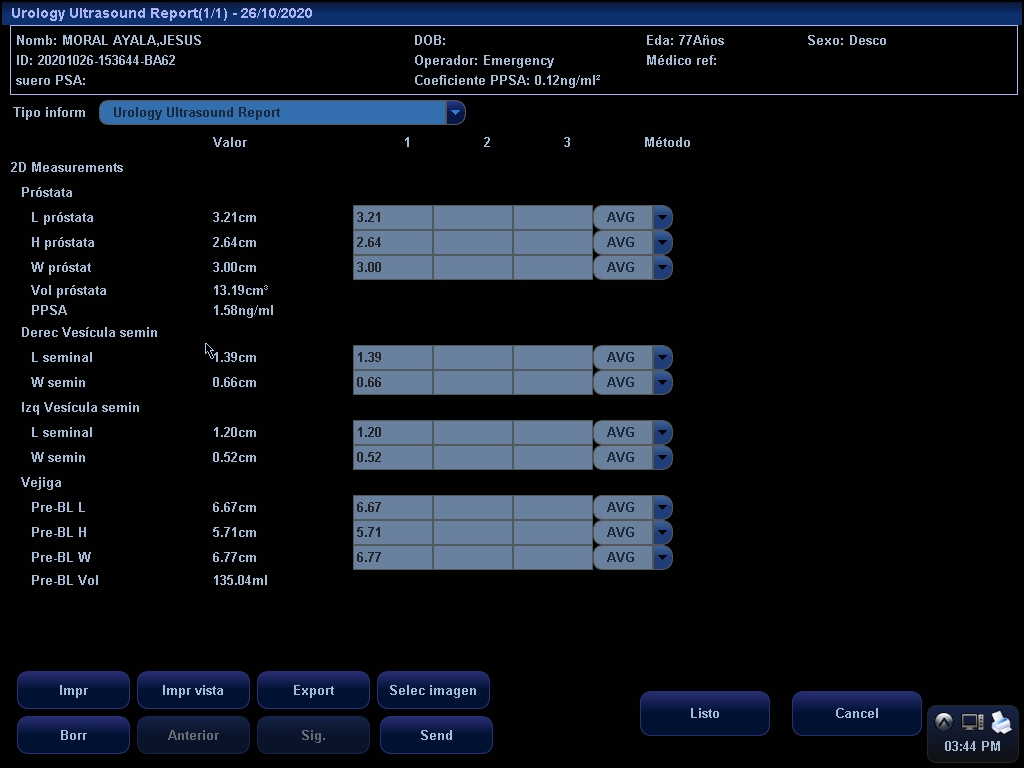 Urology Ultrasound Report(1/1) - 26/10/2020
Nomb: MORAL AYALA,JESUS DOB: Eda: 77Años Sexo: Desco
ID: 20201026-153644-BA62 Operador: Emergency Médico ref:
suero PSA: Coeficiente PPSA: 0.12ng/ml²
Tipo inform Urology Ultrasound Report
Valor 1 2 3 Método
2D Measurements
Próstata
L próstata 3.21cm 3.21 AVG
H próstata 2.64cm 2.64 AVG
W próstat 3.00cm 3.00 AVG
Vol próstata 13.19cm³
PPSA 1.58ng/ml
Derec Vesícula semin
L seminal 1.39cm 1.39 AVG
W semin 0.66cm 0.66 AVG
Izq Vesícula semin
L seminal 1.20cm 1.20 AVG
W semin 0.52cm 0.52 AVG
Vejiga
Pre-BL L 6.67cm 6.67 AVG
Pre-BL H 5.71cm 5.71 AVG
Pre-BL W 6.77cm 6.77 AVG
Pre-BL Vol 135.04ml
Impr Impr vista Export Selec imagen
Listo Cancel
Borr Anterior Sig. Send
03:44 PM